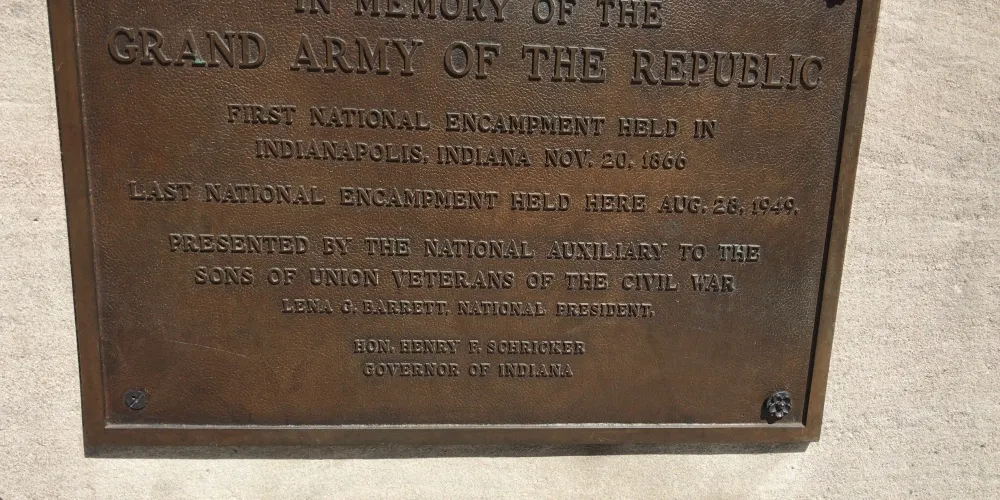 IN MEMORY OF THE
GRAND ARMY OF THE REPUBLIC
FIRST NATIONAL ENCAMPMENT HELD IN
INDIANAPOLIS, INDIANA NOV. 20, 1866
LAST NATIONAL ENCAMPMENT HELD HERE AUG. 28, 1949.
PRESENTED BY THE NATIONAL AUXILIARY TO THE
SONS OF UNION VETERANS OF THE CIVIL WAR
LENA G. BARRETT, NATIONAL PRESIDENT.
HON. HENRY F. SCHRICKER
GOVERNOR OF INDIANA